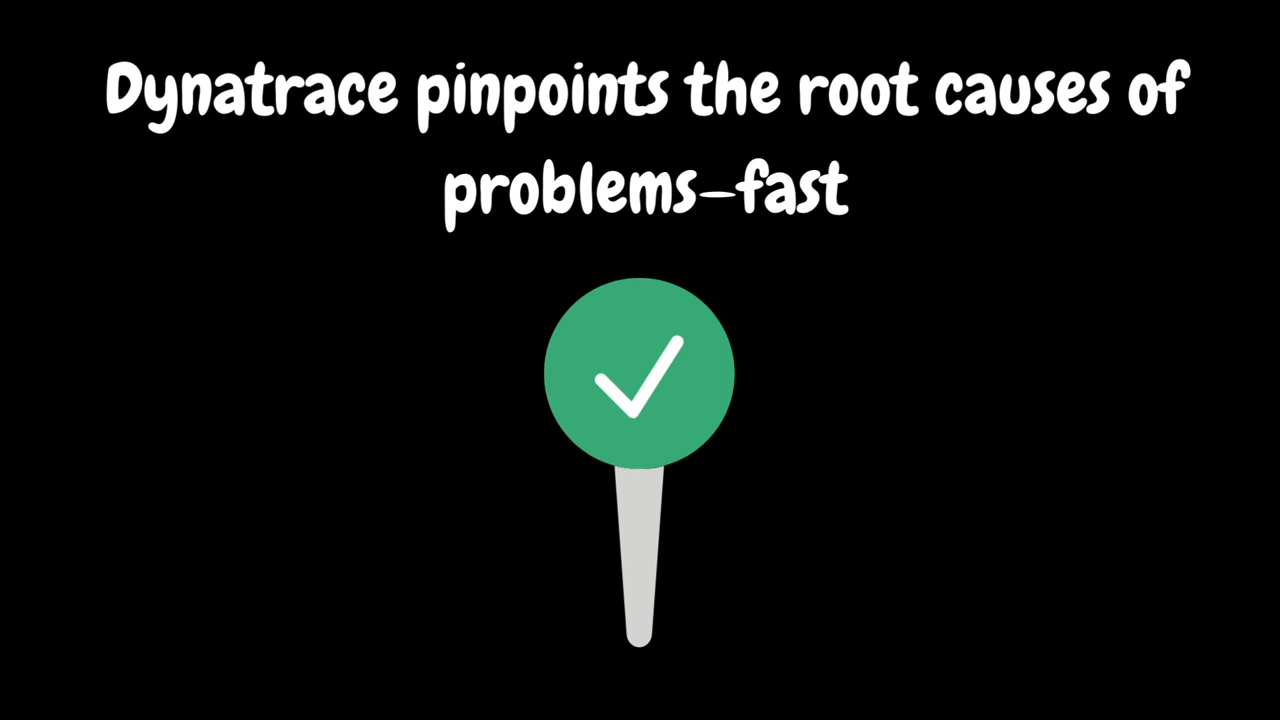 Dynatrace pinpoints the root causes of
problems—fast